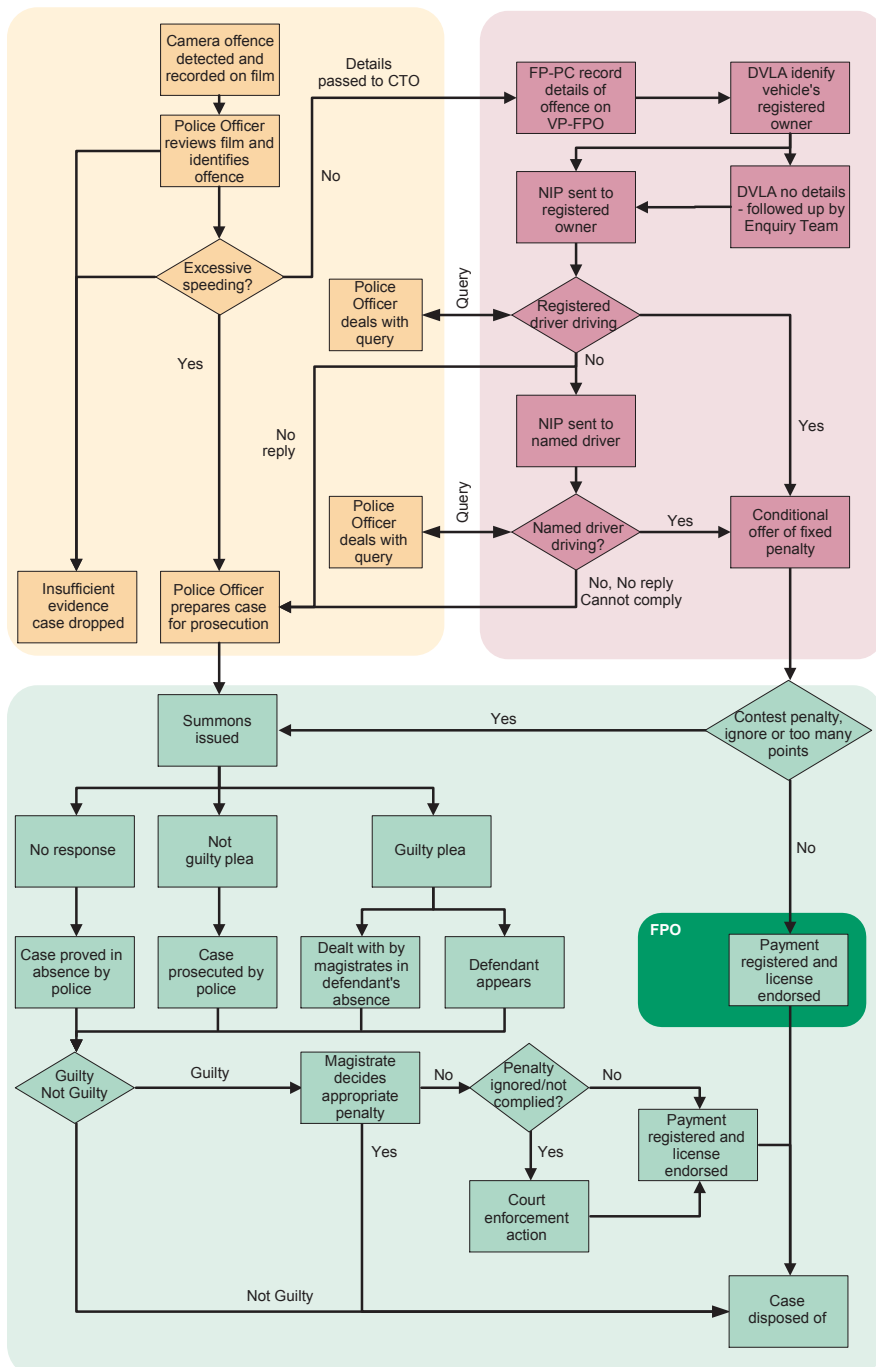 Camera offence
detected and
recorded on film
Details
passed to CTO
FP-PC record
details of
offence on
VP-FPO
DVLA idenify
vehicle's
registered
owner
Police Officer
reviews film and
identifies
offence
No
NIP sent to
registered
owner
DVLA no details
- followed up by
Enquiry Team
Excessive
speeding?
Police
Officer
deals with
query
Query
Registered
driver driving
Yes
No
No
reply
NIP sent to
named driver
Yes
Police
Officer
deals with
query
Query
Named driver
driving?
Yes
Conditional
offer of fixed
penalty
Insufficient
evidence
case dropped
Police Officer
prepares case
for prosecution
No, No reply
Cannot comply
Summons
issued
Yes
Contest penalty,
ignore or too many
points
No response
Not
guilty plea
Guilty plea
No
FPO
Payment
registered and
license
endorsed
Case proved in
absence by
police
Case
prosecuted by
police
Dealt with by
magistrates in
defendant's
absence
Defendant
appears
Guilty
Not Guilty
Guilty
Magistrate
decides
appropriate
penalty
No
Penalty
ignored/not
complied?
No
Payment
registered and
license
endorsed
Yes
Yes
Court
enforcement
action
Not Guilty
Case
disposed of